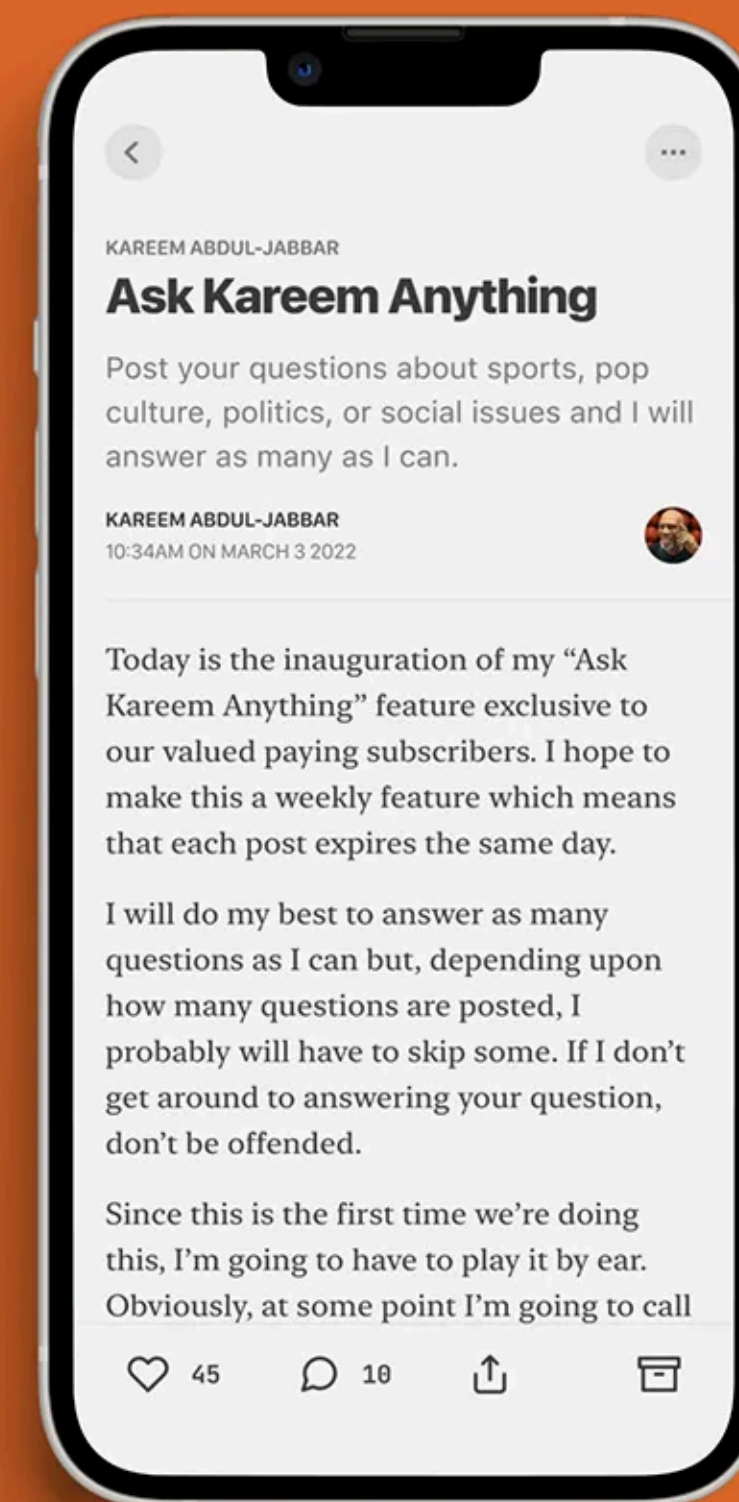 KAREEM ABDUL-JABBAR
Ask Kareem Anything
Post your questions about sports, pop
culture, politics, or social issues and I will
answer as many as I can.
KAREEM ABDUL-JABBAR
10:34AM ON MARCH 3 2022
Today is the inauguration of my “Ask
Kareem Anything” feature exclusive to
our valued paying subscribers. I hope to
make this a weekly feature which means
that each post expires the same day.
I will do my best to answer as many
questions as I can but, depending upon
how many questions are posted, I
probably will have to skip some. If I don’t
get around to answering your question,
don’t be offended.
Since this is the first time we’re doing
this, I’m going to have to play it by ear.
Obviously, at some point I’m going to call
45 10